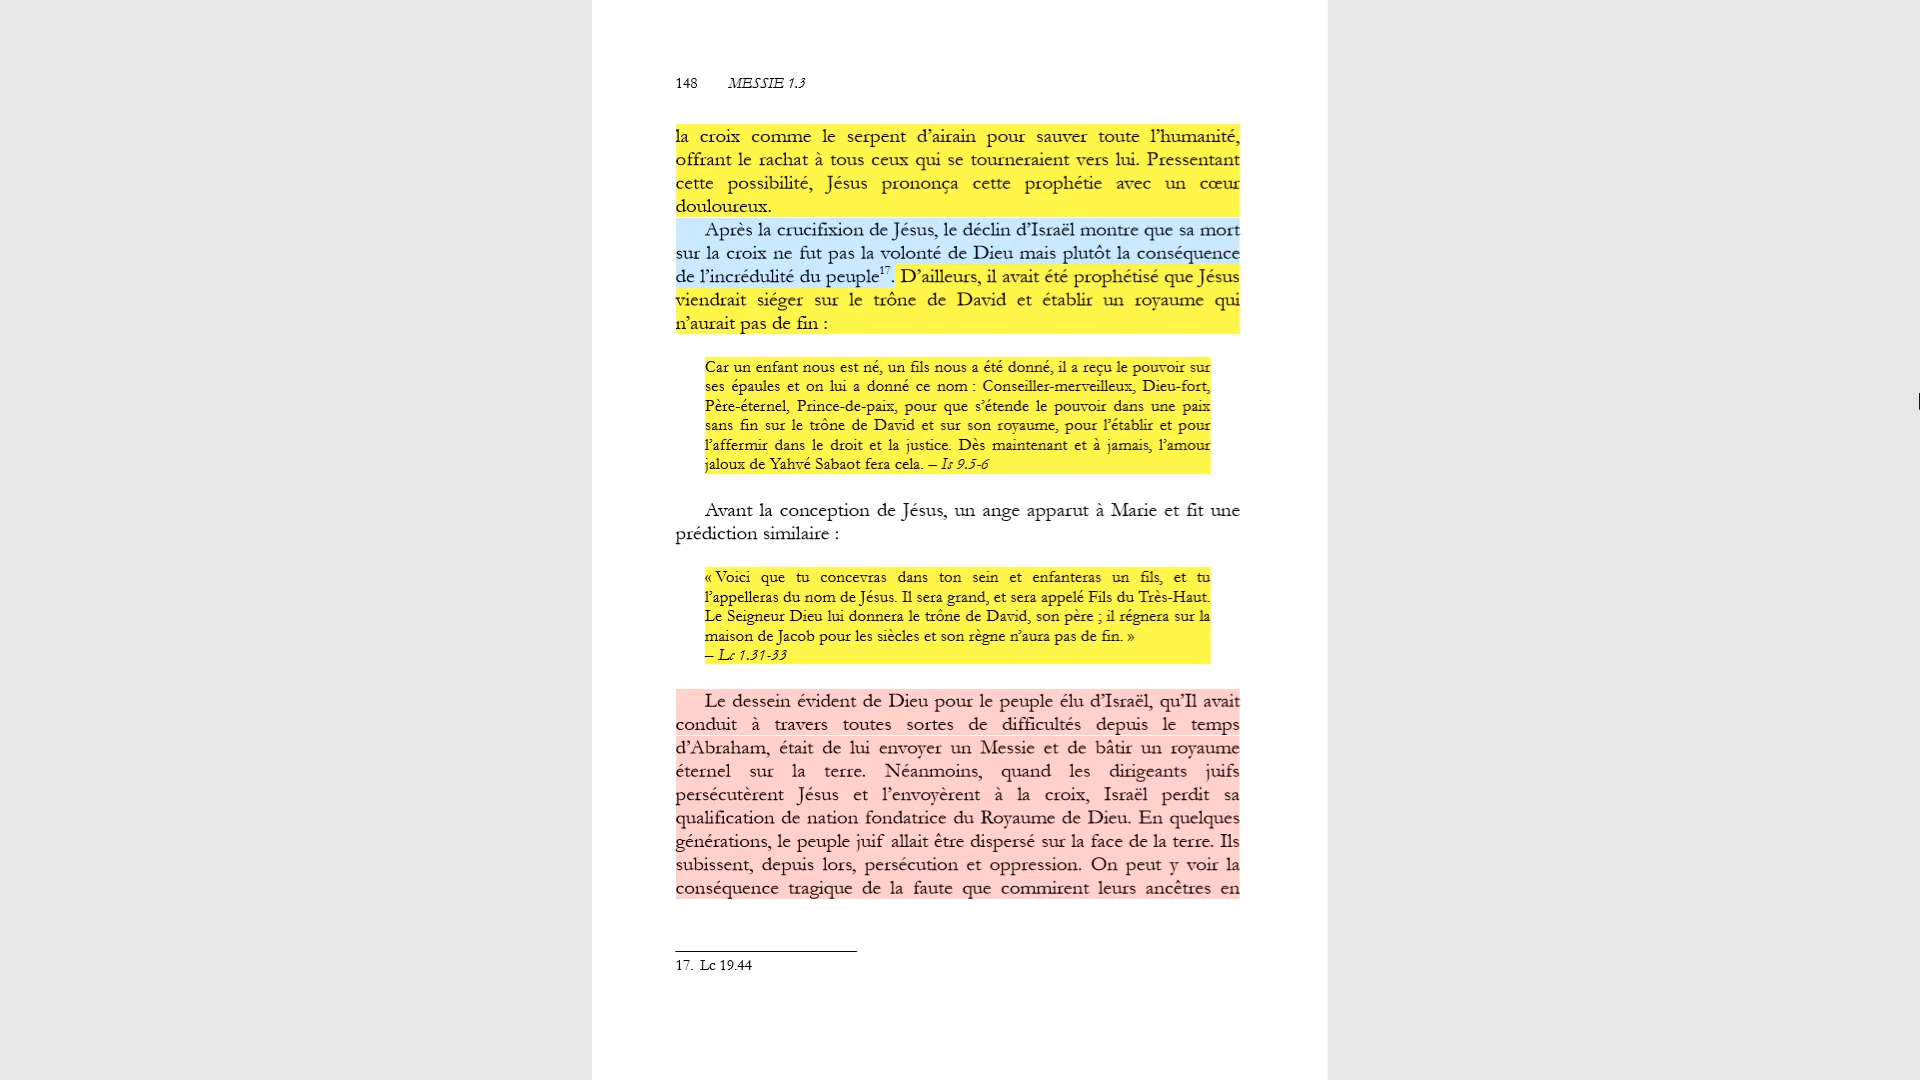 148 MESSIE 1.3
la croix comme le serpent d’airain pour sauver toute l’humanité,
offrant le rachat à tous ceux qui se tourneraient vers lui. Pressentant
cette possibilité, Jésus prononça cette prophétie avec un cœur
douloureux.
Après la crucifixion de Jésus, le déclin d’Israël montre que sa mort
sur la croix ne fut pas la volonté de Dieu mais plutôt la conséquence
de l’incrédulité du peuple17. D’ailleurs, il avait été prophétisé que Jésus
viendrait siéger sur le trône de David et établir un royaume qui
n’aurait pas de fin :
Car un enfant nous est né, un fils nous a été donné, il a reçu le pouvoir sur
ses épaules et on lui a donné ce nom : Conseiller-merveilleux, Dieu-fort,
Père-éternel, Prince-de-paix, pour que s’étende le pouvoir dans une paix
sans fin sur le trône de David et sur son royaume, pour l’établir et pour
l’affermir dans le droit et la justice. Dès maintenant et à jamais, l’amour
jaloux de Yahvé Sabaot fera cela. – Is 9.5-6
Avant la conception de Jésus, un ange apparut à Marie et fit une
prédiction similaire :
« Voici que tu concevras dans ton sein et enfanteras un fils, et tu
l’appelleras du nom de Jésus. Il sera grand, et sera appelé Fils du Très-Haut.
Le Seigneur Dieu lui donnera le trône de David, son père ; il régnera sur la
maison de Jacob pour les siècles et son règne n’aura pas de fin. »
– Lc 1.31-33
Le dessein évident de Dieu pour le peuple élu d’Israël, qu’Il avait
conduit à travers toutes sortes de difficultés depuis le temps
d’Abraham, était de lui envoyer un Messie et de bâtir un royaume
éternel sur la terre. Néanmoins, quand les dirigeants juifs
persécutèrent Jésus et l’envoyèrent à la croix, Israël perdit sa
qualification de nation fondatrice du Royaume de Dieu. En quelques
générations, le peuple juif allait être dispersé sur la face de la terre. Ils
subissent, depuis lors, persécution et oppression. On peut y voir la
conséquence tragique de la faute que commirent leurs ancêtres en
17. Lc 19.44